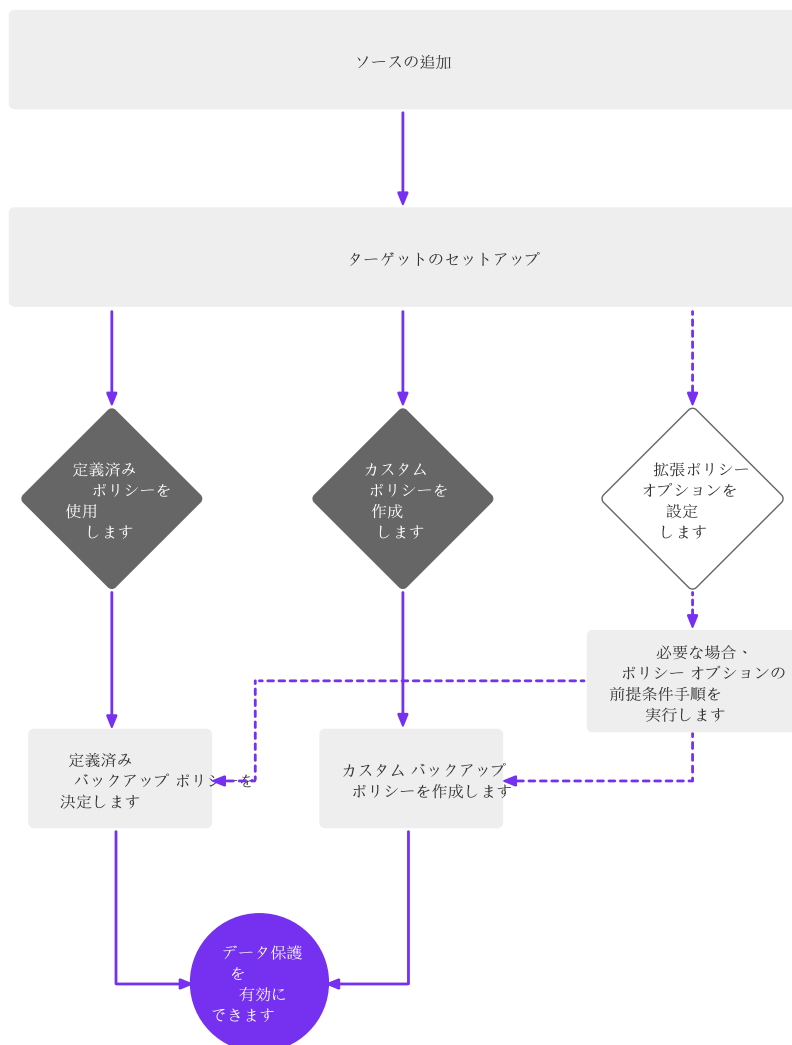 ソースの追加
ターゲットのセットアップ
定義済み
ポリシーを
使用
します
カスタム
ポリシーを
作成
します
拡張ポリシー
オプションを
設定
します
必要な場合、
ポリシー オプションの
前提条件手順を
実行します
定義済み
バックアップ ポリシーを
決定します
カスタム バックアップ
ポリシーを作成します
データ保護
を
有効に
できます